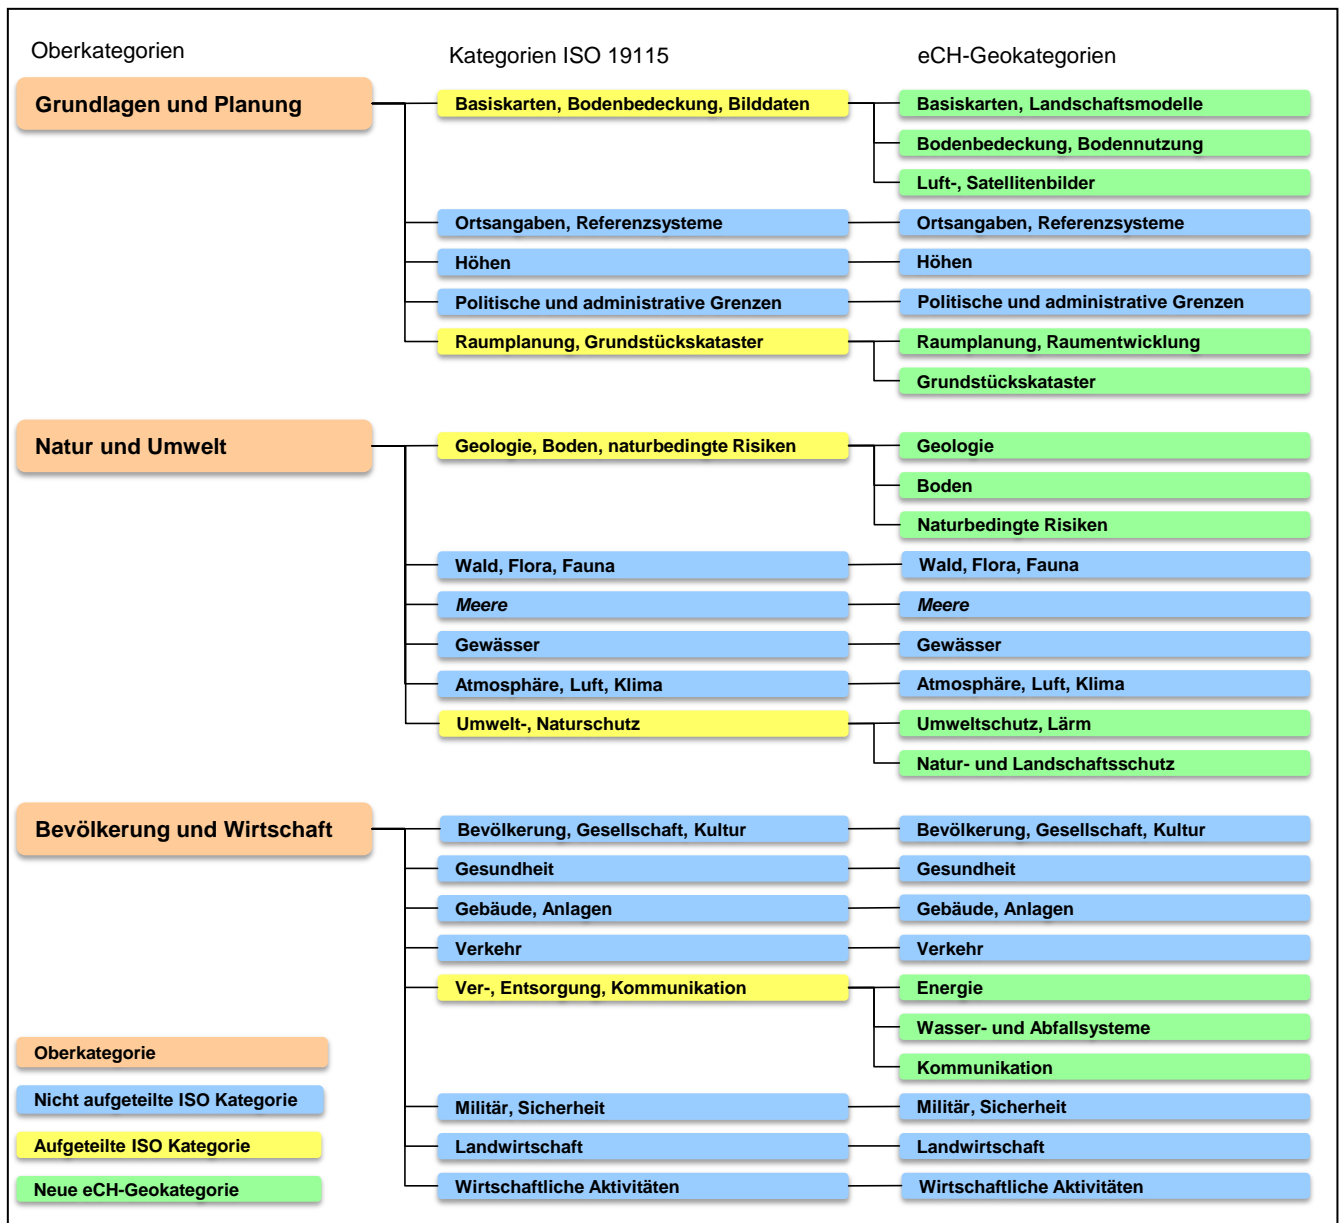 Oberkategorien
Kategorien ISO 19115
eCH-Geokategorien
Grundlagen und Planung
Basiskarten, Bodenbedeckung, Bilddaten
Basiskarten, Landschaftsmodelle
Bodenbedeckung, Bodennutzung
Luft-, Satellitenbilder
Ortsangaben, Referenzsysteme
Ortsangaben, Referenzsysteme
Höhen
Höhen
Politische und administrative Grenzen
Politische und administrative Grenzen
Raumplanung, Grundstückskataster
Raumplanung, Raumentwicklung
Grundstückskataster
Natur und Umwelt
Geologie, Boden, naturbedingte Risiken
Geologie
Boden
Naturbedingte Risiken
Wald, Flora, Fauna
Wald, Flora, Fauna
Meere
Meere
Gewässer
Gewässer
Atmosphäre, Luft, Klima
Atmosphäre, Luft, Klima
Umwelt-, Naturschutz
Umweltschutz, Lärm
Natur- und Landschaftsschutz
Bevölkerung und Wirtschaft
Bevölkerung, Gesellschaft, Kultur
Bevölkerung, Gesellschaft, Kultur
Gesundheit
Gesundheit
Gebäude, Anlagen
Gebäude, Anlagen
Verkehr
Verkehr
Ver-, Entsorgung, Kommunikation
Energie
Wasser- und Abfallsysteme
Kommunikation
Militär, Sicherheit
Militär, Sicherheit
Landwirtschaft
Landwirtschaft
Wirtschaftliche Aktivitäten
Wirtschaftliche Aktivitäten
Oberkategorie
Nicht aufgeteilte ISO Kategorie
Aufgeteilte ISO Kategorie
Neue eCH-Geokategorie